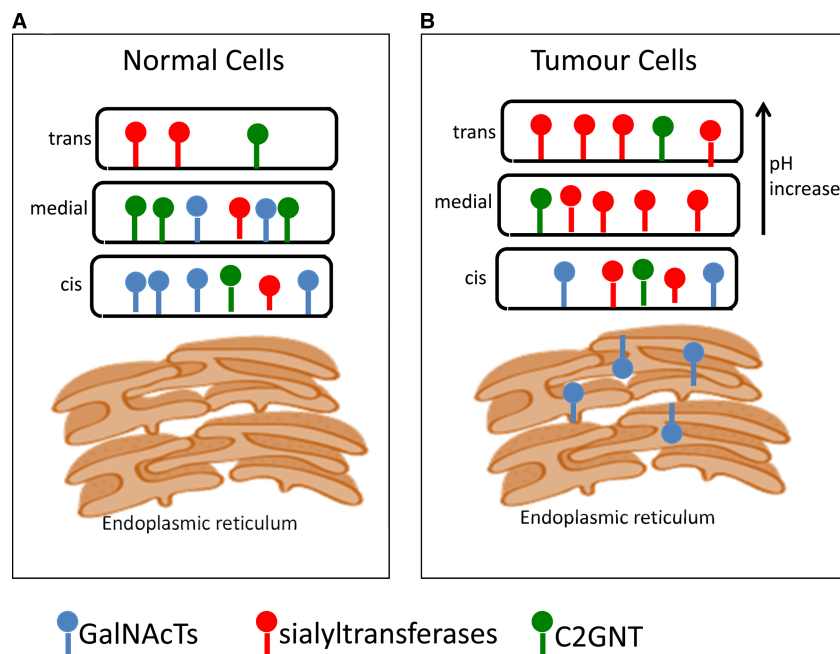 A
Normal Cells
trans
medial
cis
Endoplasmic reticulum
B
Tumour Cells
trans
medial
cis
pH
increase
Endoplasmic reticulum
GalNAcTs
sialyltransferases
C2GNT